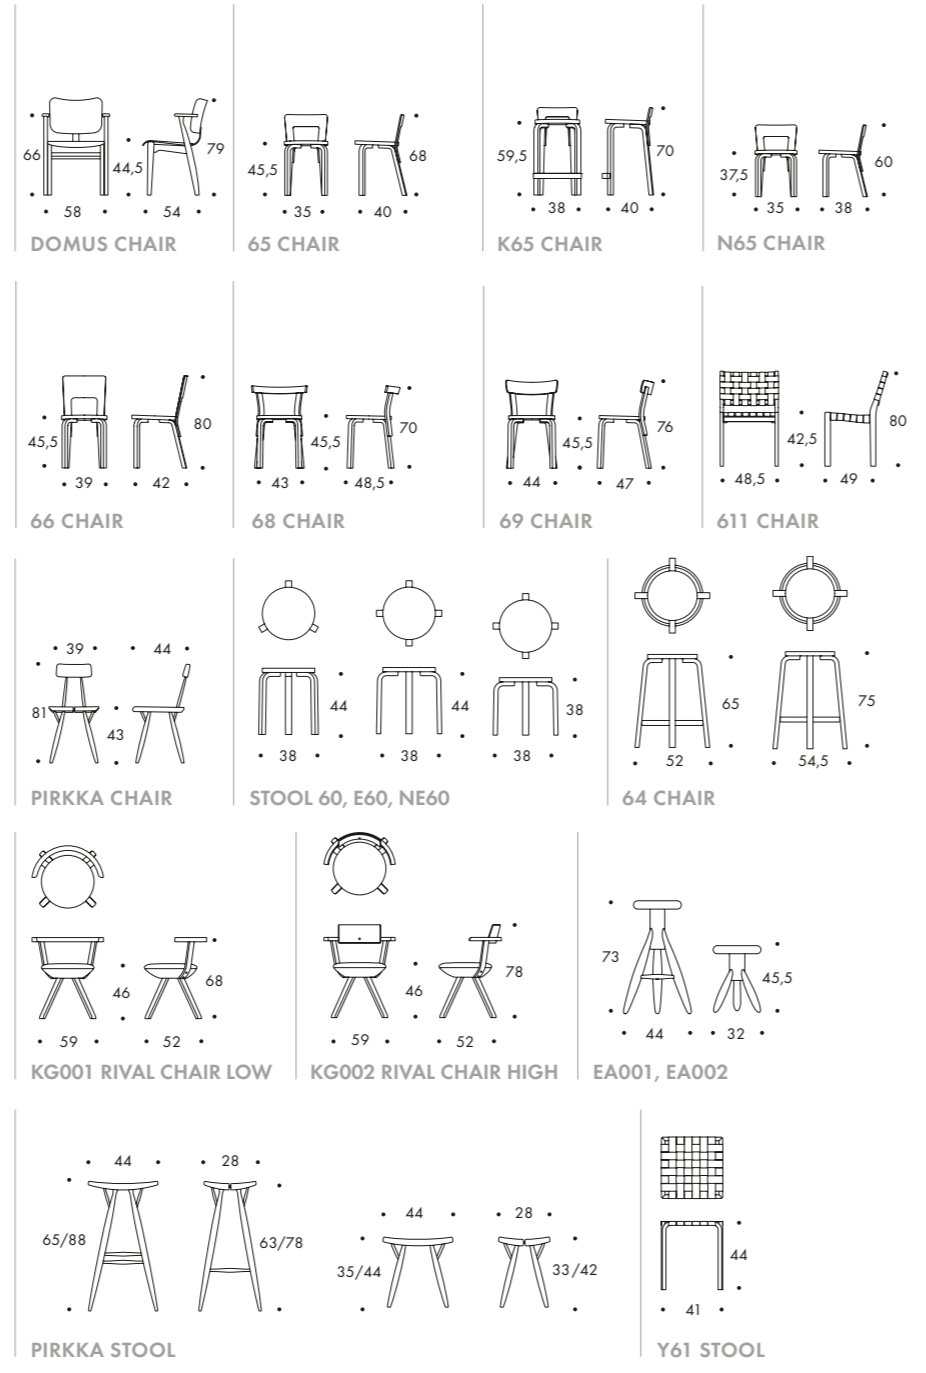 66 44,5 79
58 54
DOMUS CHAIR
45,5 68
35 40
65 CHAIR
59,5 70
38 40
K65 CHAIR
37,5 60
35 38
N65 CHAIR
45,5 80
39 42
66 CHAIR
45,5 70
43 48,5
68 CHAIR
45,5 76
44 47
69 CHAIR
42,5 80
48,5 49
611 CHAIR
39 44
81 43
PIRKKA CHAIR
44 44 38
38 38 38
STOOL 60, E60, NE60
65 75
52 54,5
64 CHAIR
46 68
59 52
KG001 RIVAL CHAIR LOW
46 78
59 52
KG002 RIVAL CHAIR HIGH
73 45,5
44 32
EA001, EA002
44 28
65/88 63/78
44 28
35/44 33/42
PIRKKA STOOL
44
41
Y61 STOOL